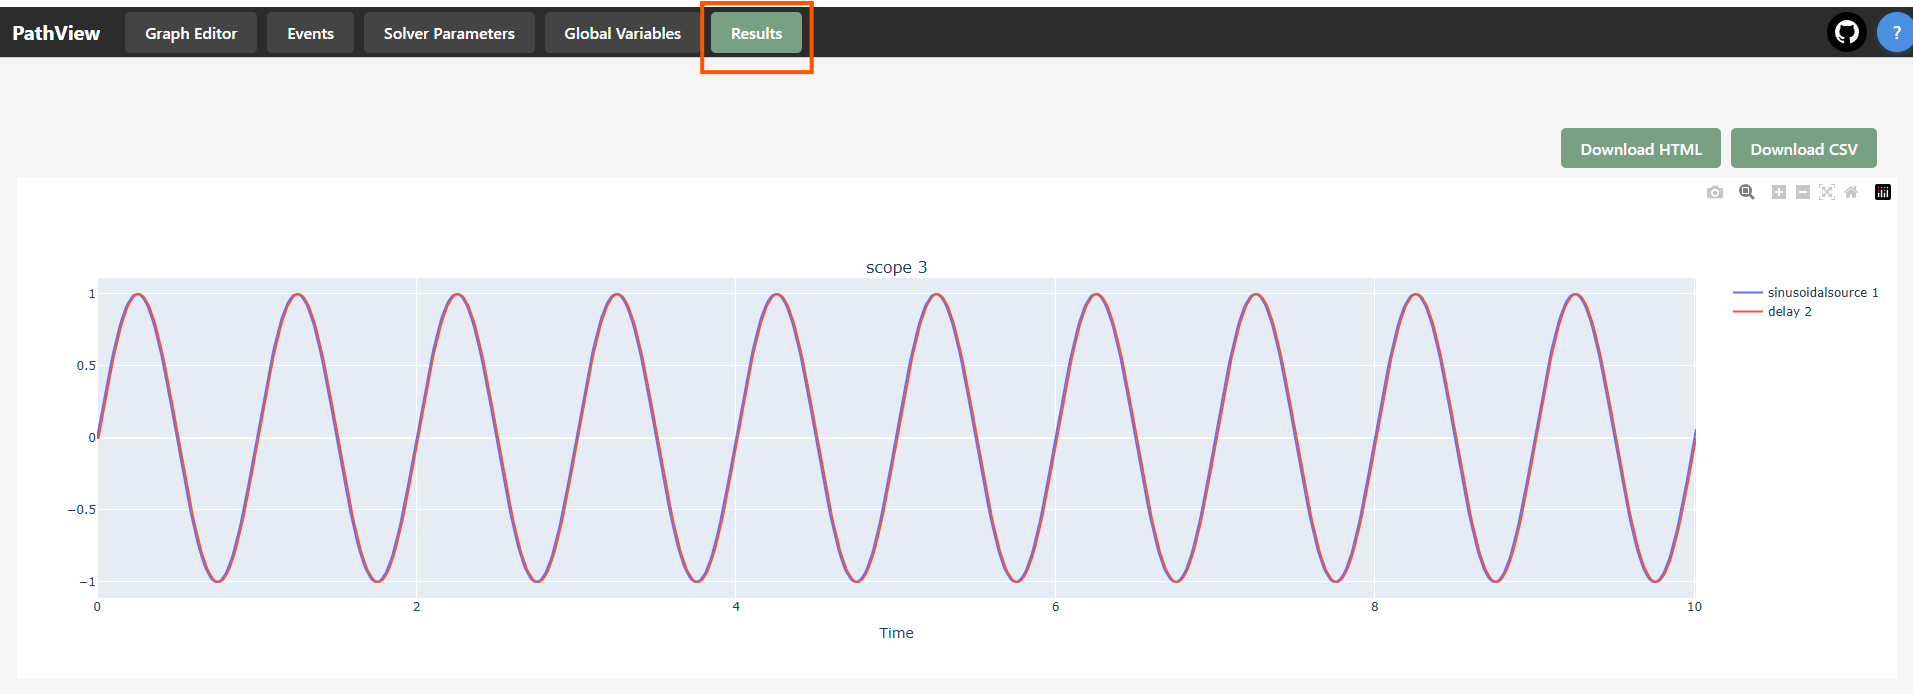 PathView Graph Editor Events Solver Parameters Global Variables Results ?
Download HTML Download CSV
scope 3
1
0.5
0
−0.5
−1
0 2 4 6 8 10
Time
sinusoidalsource 1
delay 2